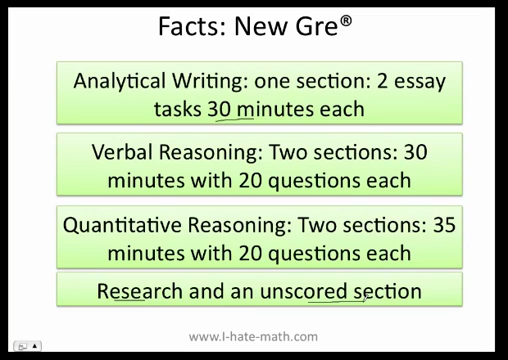 Facts: New Gre®
Analytical Writing: one section: 2 essay
tasks 30 minutes each
Verbal Reasoning: Two sections: 30
minutes with 20 questions each
Quantitative Reasoning: Two sections: 35
minutes with 20 questions each
Research and an unscored section
www.I-hate-math.com